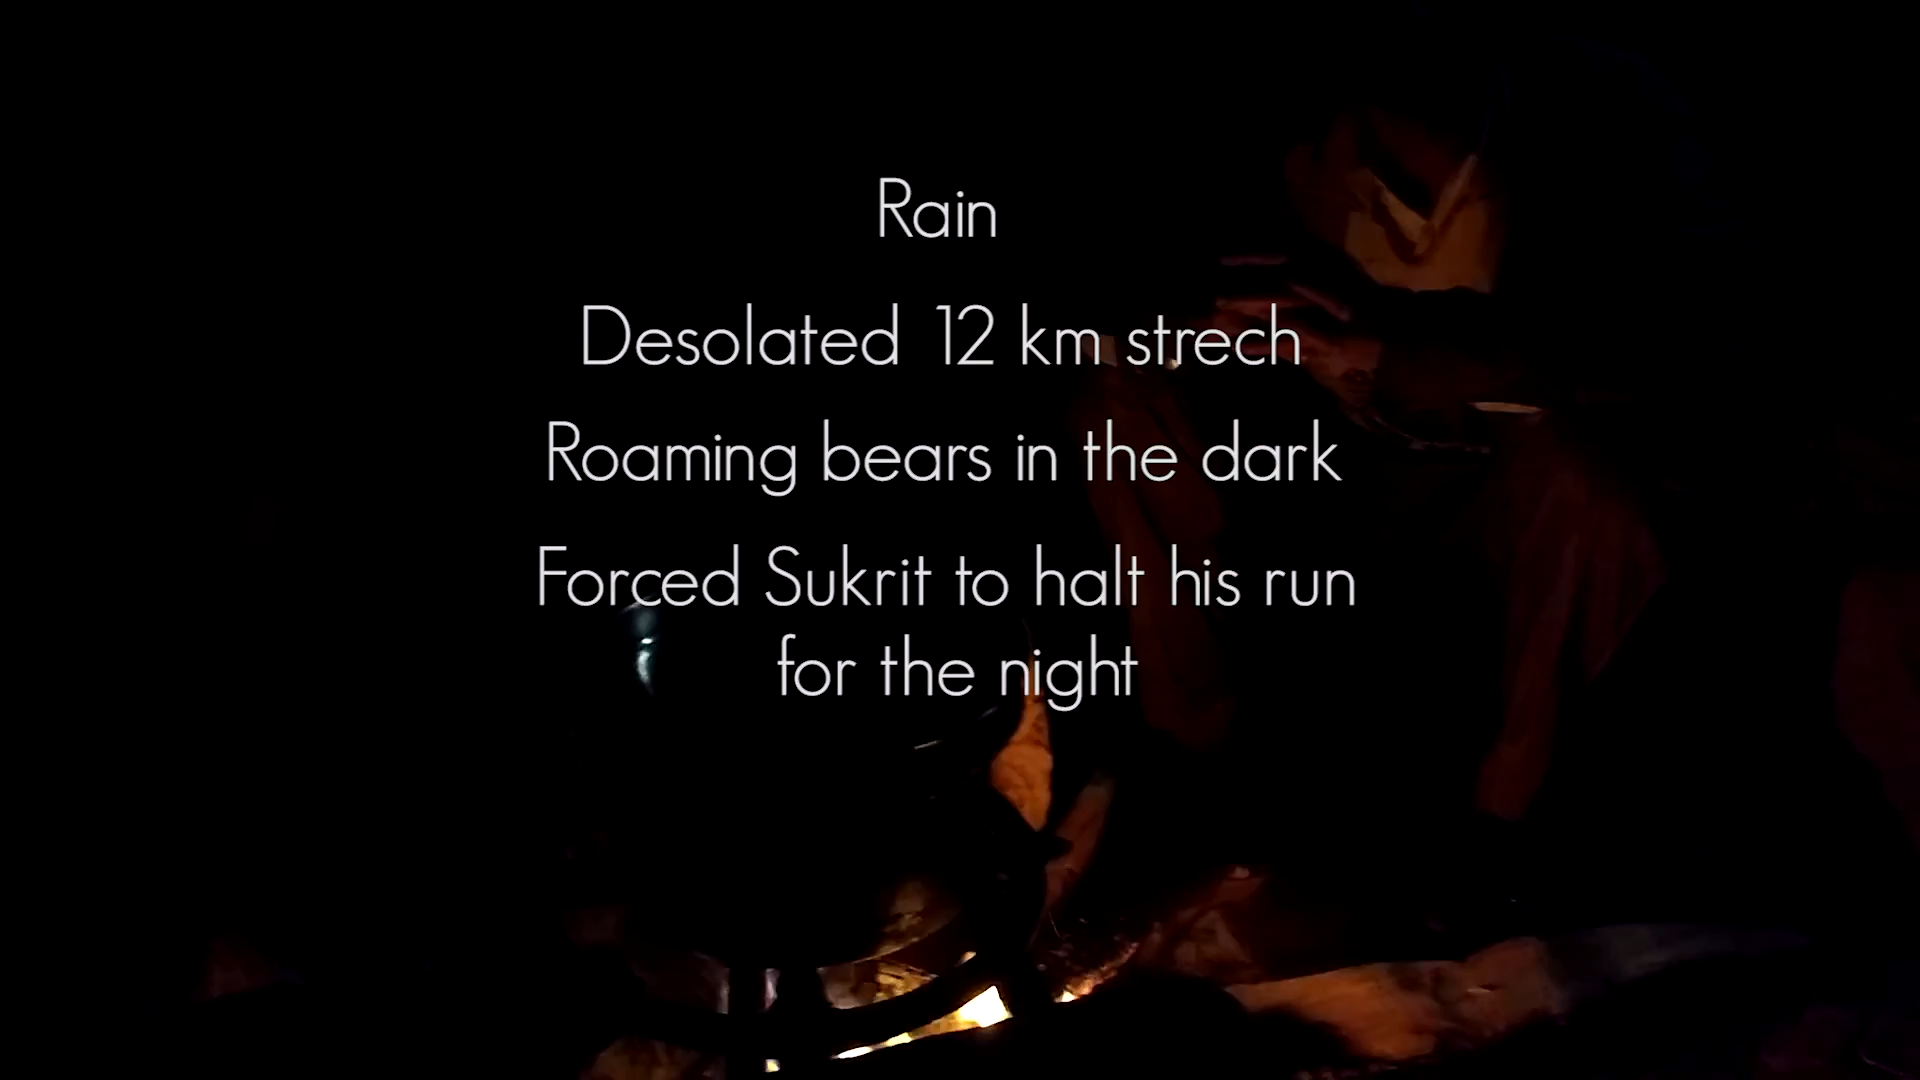 Rain
Desolated 12 km strech
Roaming bears in the dark
Forced Sukrit to halt his run
for the night